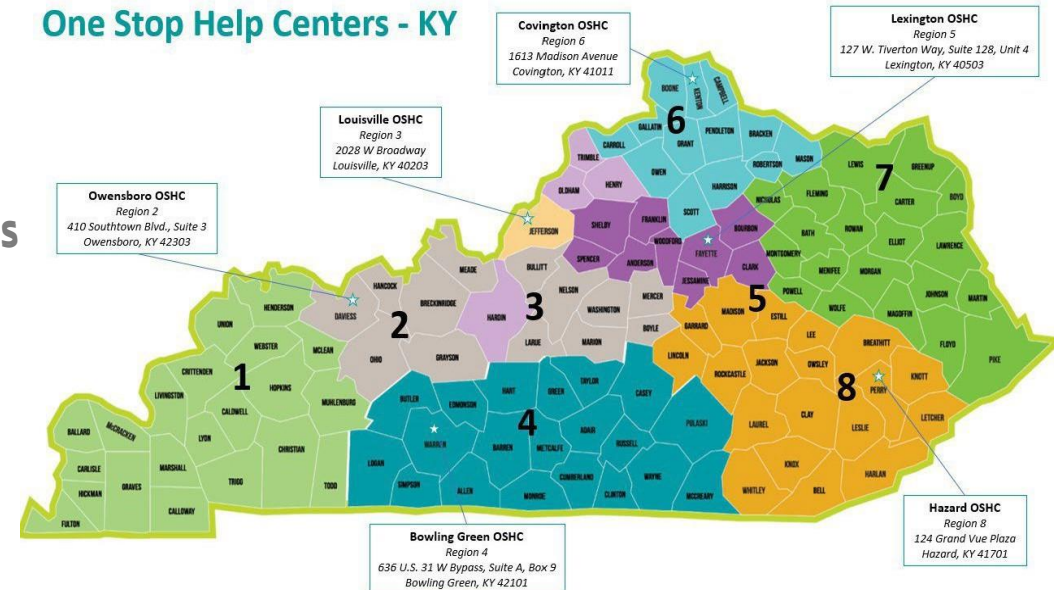 One Stop Help Centers - KY
s
Covington OSHC
Region 6
1613 Madison Avenue
Covington, KY 41011
Lexington OSHC
Region 5
127 W. Tiverton Way, Suite 128, Unit 4
Lexington, KY 40503
Louisville OSHC
Region 3
2028 W Broadway
Louisville, KY 40203
Owensboro OSHC
Region 2
410 Southtown Blvd., Suite 3
Owensboro, KY 42303
BOONE
KENTON
CAMPBELL
6
GALLATIN
GRANT
PENDLETON
BRACKEN
CARROLL
OWEN
ROBERTSON
MASON
HARRISON
SCOTT
TRIMBLE
OLDHAM
HENRY
JEFFERSON
SHELBY
FRANKLIN
WOODFORD
FAYETTE
BOURBON
SPENCER
ANDERSON
JESSAMINE
CLARK
5
LEWIS
GREENUP
7
NICHOLAS
FLEMING
CARTER
BOYD
BATH
ROWAN
ELLIOT
LAWRENCE
MONTGOMERY
MENIFEE
MORGAN
POWELL
WOLFE
JOHNSON
MARTIN
MAGOFFIN
FLOYD
PIKE
MEADE
BULLITT
HANCOCK
BRECKINRIDGE
NELSON
MERCER
DAVIESS
2
HARDIN
3
WASHINGTON
BOYLE
OHIO
GRAYSON
LARUE
MARION
HENDERSON
UNION
WEBSTER
MCLEAN
CRITTENDEN
1
HOPKINS
LIVINGSTON
CALDWELL
MUHLENBURG
BALLARD
McCRACKEN
LYON
CHRISTIAN
CARLISLE
MARSHALL
HICKMAN
GRAVES
TRIGG
TODD
FULTON
CALLOWAY
BUTLER
EDMONSON
HART
GREEN
TAYLOR
CASEY
4
WARREN
BARREN
METCALFE
ADAIR
RUSSELL
PULASKI
LOGAN
SIMPSON
ALLEN
MONROE
CUMBERLAND
CLINTON
WAYNE
MCCREARY
GARRARD
MADISON
ESTILL
LEE
BREATHITT
LINCOLN
ROCKCASTLE
JACKSON
OWSLEY
8
PERRY
KNOTT
LAUREL
CLAY
LESLIE
LETCHER
KNOX
HARLAN
WHITLEY
BELL
Bowling Green OSHC
Region 4
636 U.S. 31 W Bypass, Suite A, Box 9
Bowling Green, KY 42101
Hazard OSHC
Region 8
124 Grand Vue Plaza
Hazard, KY 41701